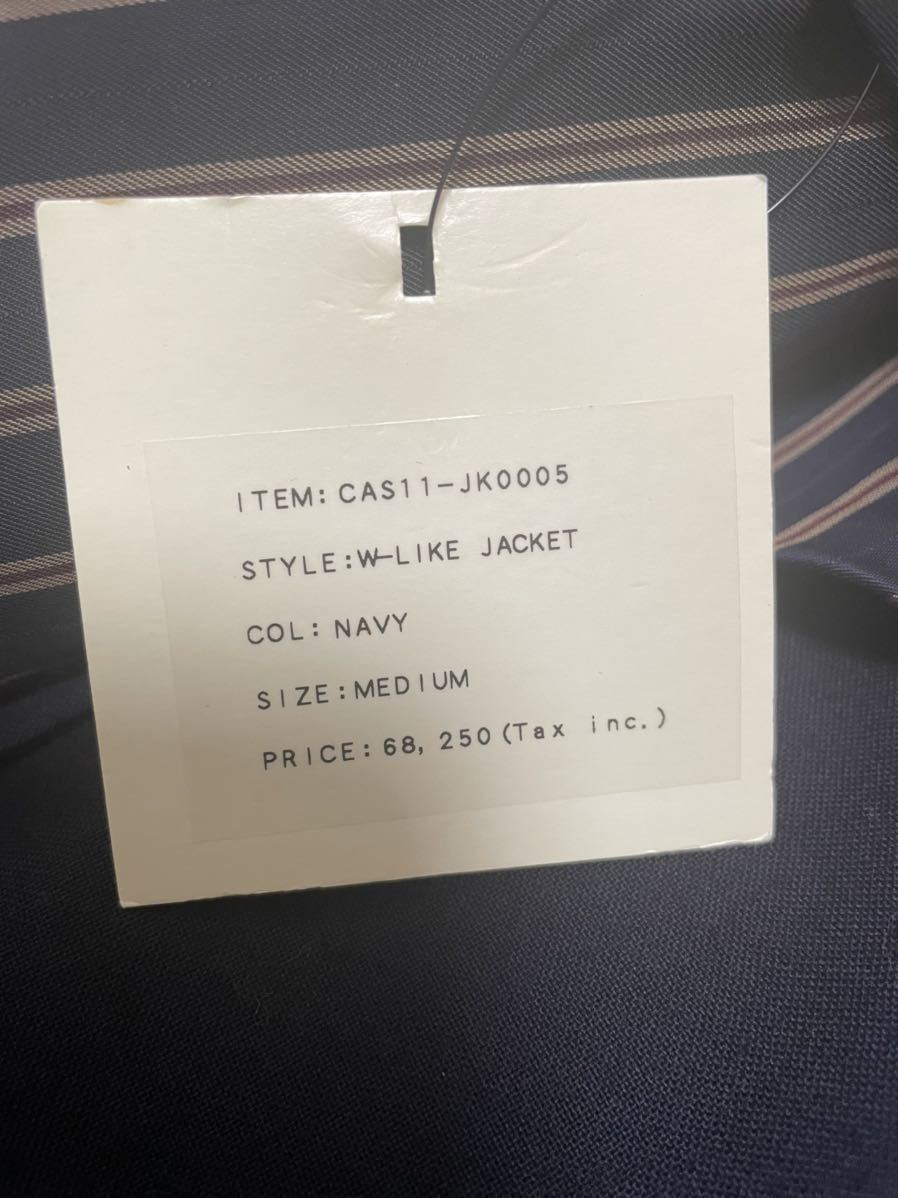 ITEM: CAS11-JK0005
STYLE:W-LIKE JACKET
COL: NAVY
SIZE:MEDIUM
PRICE: 68, 250 (Tax inc.)